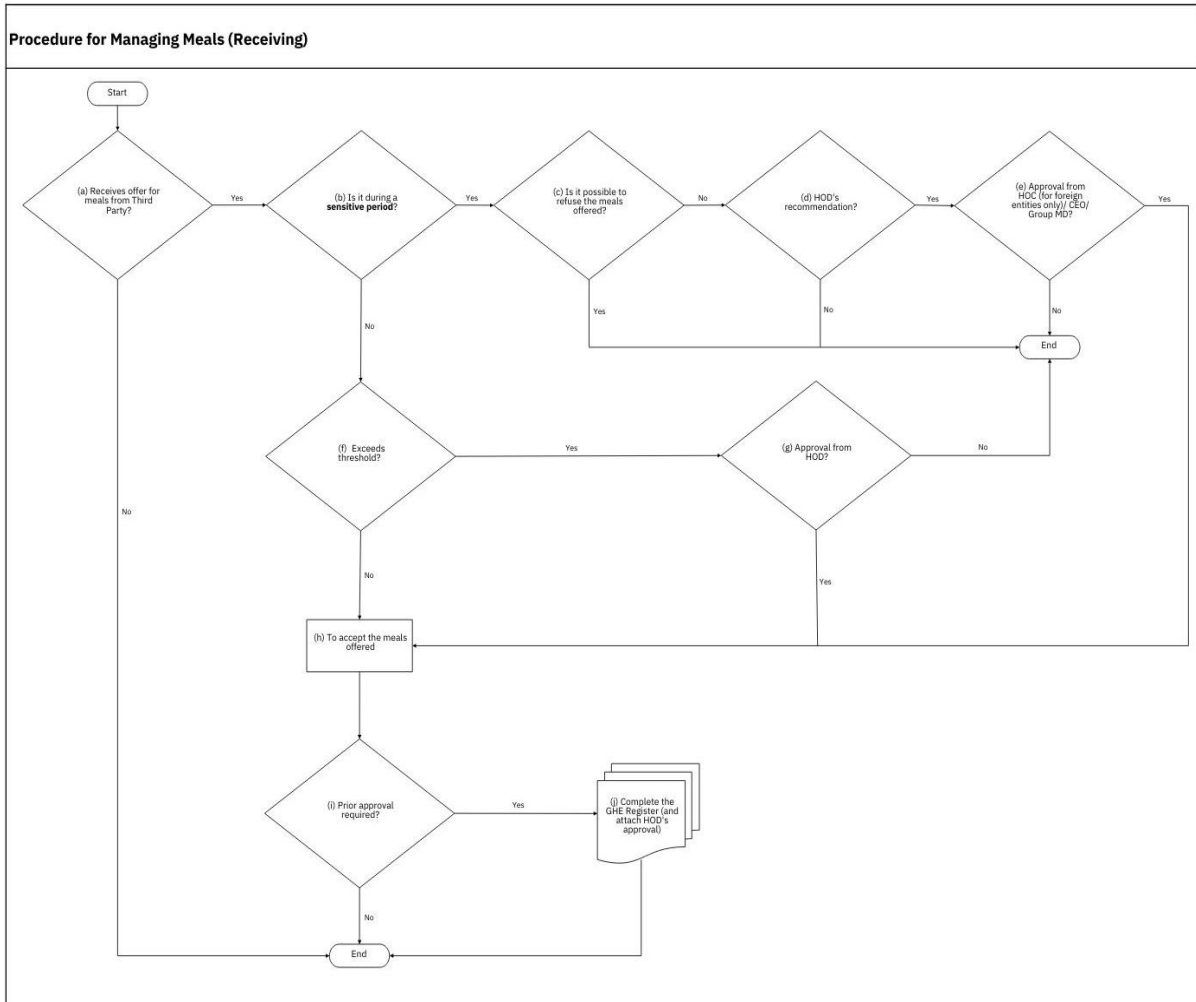 Procedure for Managing Meals (Receiving)
Start
(a) Receives offer for
meals from Third
Party?
Yes
(b) Is it during a
sensitive period?
Yes
(c) Is it possible to
refuse the meals
offered?
No
(d) HOD's
recommendation?
Yes
(e) Approval from
HOC (for foreign
entities only)/ CEO/
Group MD?
Yes
No
Yes
No
No
End
(f) Exceeds
threshold?
Yes
(g) Approval from
HOD?
No
No
No
Yes
(h) To accept the meals
offered
(i) Prior approval
required?
Yes
(j) Complete the
GHE Register (and
attach HOD's
approval)
No
End